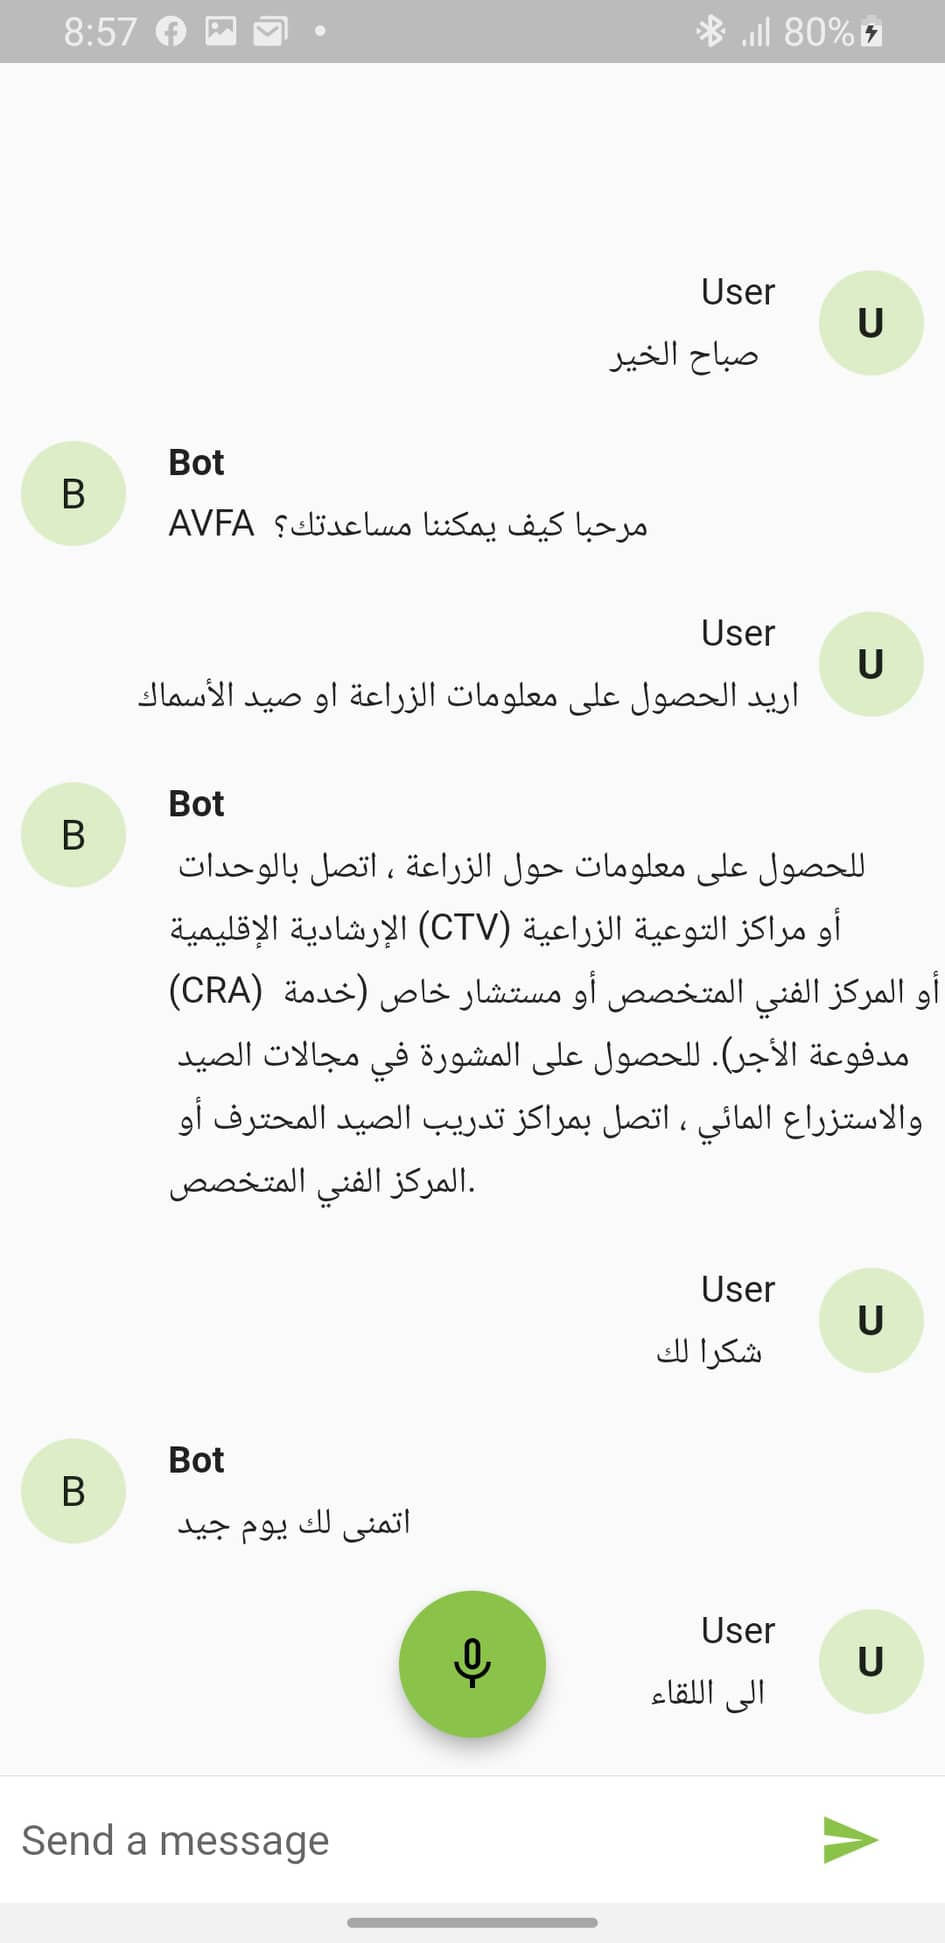 8:57
80%
User
U
صباح الخير
Bot
B
مرحبا كيف يمكننا مساعدتك؟ AVFA
User
U
اريد الحصول على معلومات الزراعة او صيد الأسماك
Bot
B
للحصول على معلومات حول الزراعة ، اتصل بالوحدات
الإرشادية الإقليمية (CTV) أو مراكز التوعية الزراعية
(CRA) أو المركز الفني المتخصص أو مستشار خاص (خدمة
مدفوعة الأجر). للحصول على المشورة في مجالات الصيد
والاستزراع المائي ، اتصل بمراكز تدريب الصيد المحترف أو
المركز الفني المتخصص.
User
U
شكرا لك
Bot
B
اتمنى لك يوم جيد
User
U
الى اللقاء
Send a message